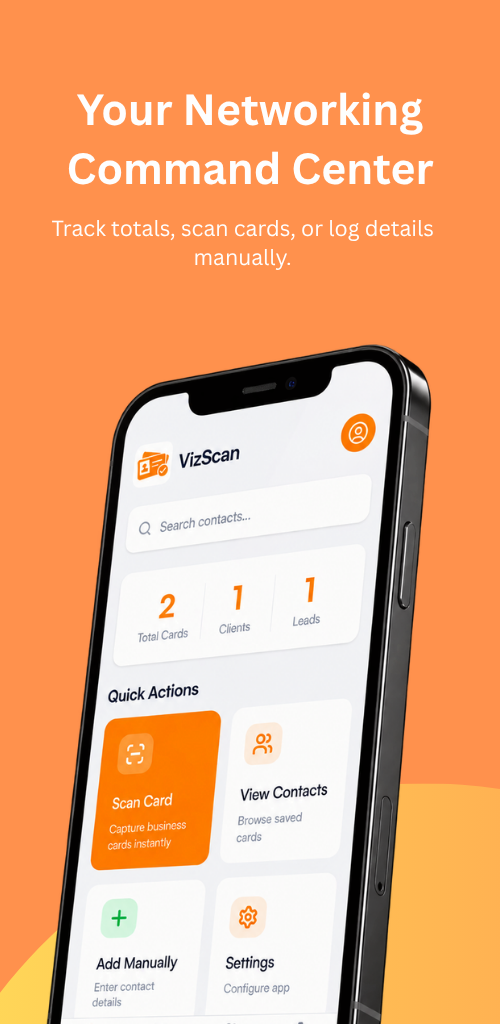 Your Networking
Command Center
Track totals, scan cards, or log details
manually.
VizScan
Search contacts...
2
Total Cards
1
Clients
1
Leads
Quick Actions
Scan Card
Capture business
cards instantly
View Contacts
Browse saved
cards
Add Manually
Enter contact
details
Settings
Configure app